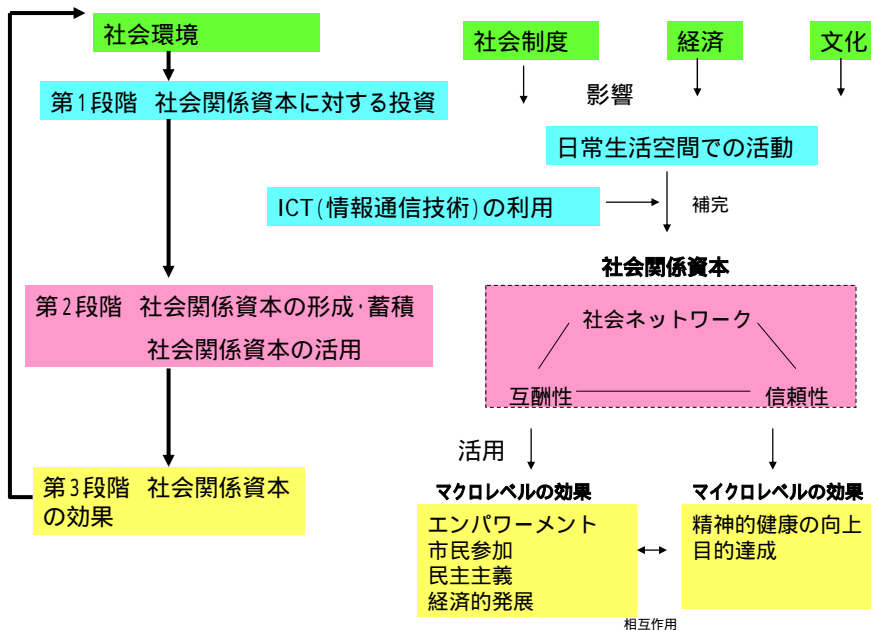 社会環境
第1段階 社会関係資本に対する投資
第2段階 社会関係資本の形成･蓄積
社会関係資本の活用
第3段階 社会関係資本
の効果
社会制度
経済
文化
影響
日常生活空間での活動
ICT(情報通信技術)の利用
補完
社会関係資本
社会ネットワーク
互酬性
信頼性
活用
マクロレベルの効果
エンパワーメント
市民参加
民主主義
経済的発展
マイクロレベルの効果
精神的健康の向上
目的達成
相互作用